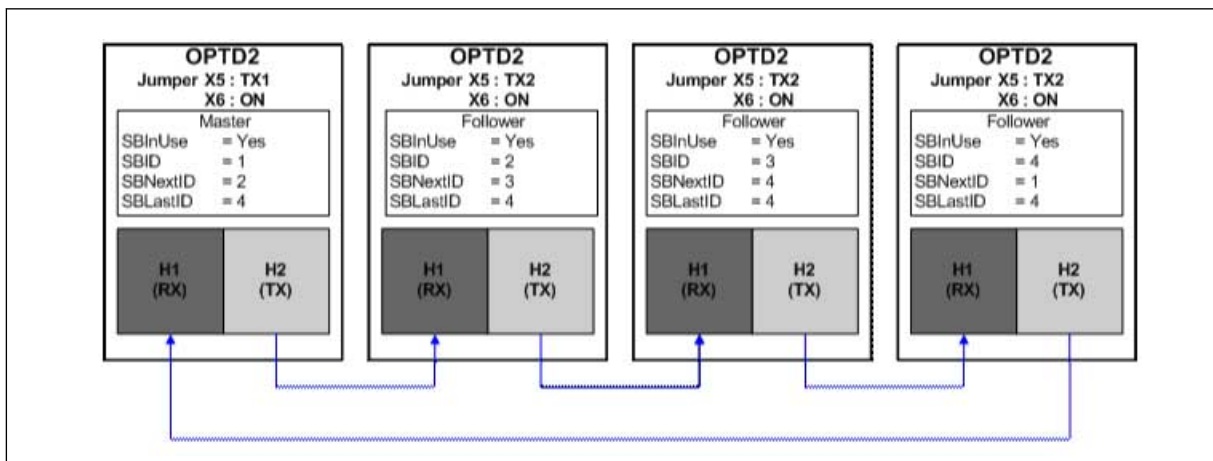 OPTD2
Jumper X5 : TX1
X6 : ON
Master
SBInUse = Yes
SBID = 1
SBNextID = 2
SBLastID = 4
H1
(RX)
H2
(TX)
OPTD2
Jumper X5 : TX2
X6 : ON
Follower
SBInUse = Yes
SBID = 2
SBNextID = 3
SBLastID = 4
H1
(RX)
H2
(TX)
OPTD2
Jumper X5 : TX2
X6 : ON
Follower
SBInUse = Yes
SBID = 3
SBNextID = 4
SBLastID = 4
H1
(RX)
H2
(TX)
OPTD2
Jumper X5 : TX2
X6 : ON
Follower
SBInUse = Yes
SBID = 4
SBNextID = 1
SBLastID = 4
H1
(RX)
H2
(TX)